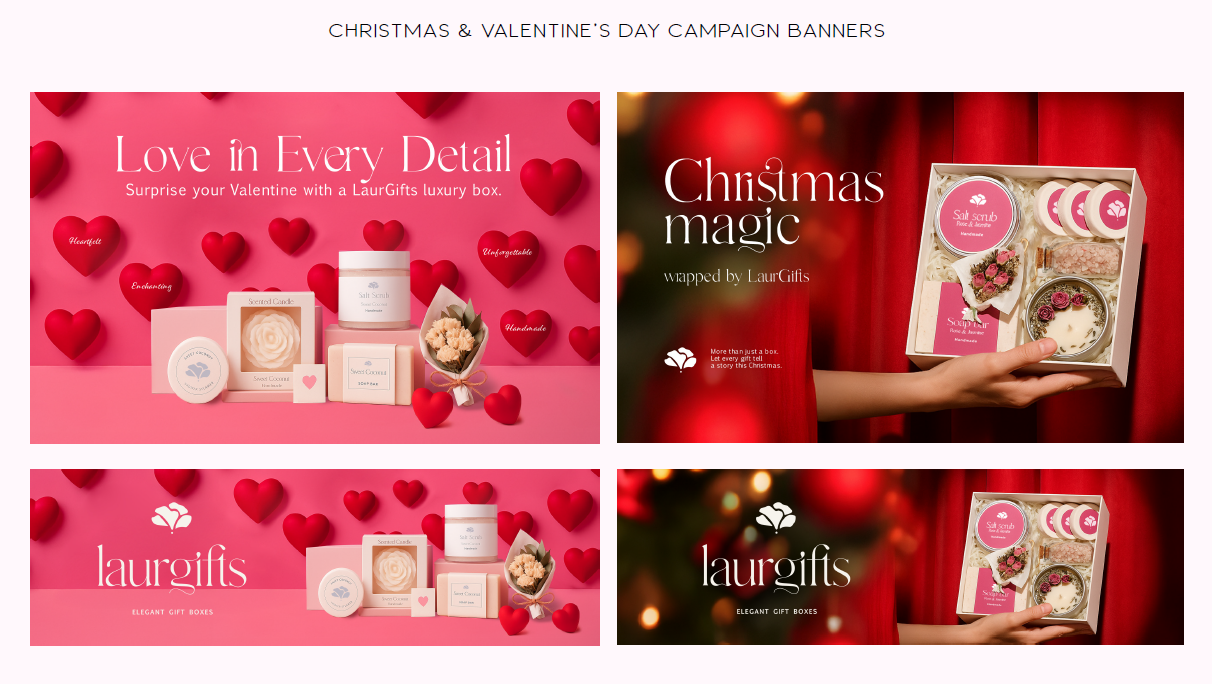 CHRISTMAS & VALENTINE'S DAY CAMPAIGN BANNERS
Love in Every Detail
Surprise your Valentine with a LaurGifts luxury box.
Heartfelt
Unforgettable
Enchanting
Handmade
Scented Candle
Sweet Coconut
Salt Scrub
Sweet Coconut
SOAP BAR
Christmas
magic
wrapped by LaurGifts
More than just a box.
Let every gift tell
a story this Christmas.
Salt scrub
Rose & Jasmine
Handmade
Soap bar
Rose & Jasmine
Handmade
laurgifts
ELEGANT GIFT BOXES
Scented Candle
Salt Scrub
Sweet Coconut
laurgifts
ELEGANT GIFT BOXES
Salt scrub
Soap bar